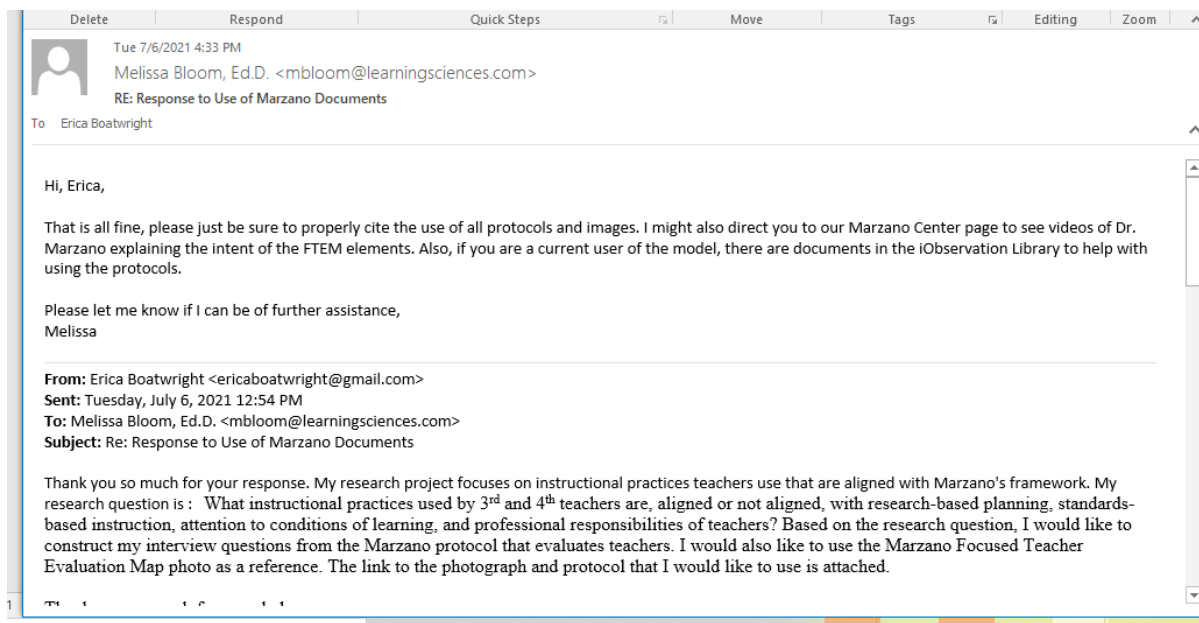 Delete Respond Quick Steps Move Tags Editing Zoom
Tue 7/6/2021 4:33 PM
Melissa Bloom, Ed.D. <mbloom@learningsciences.com>
RE: Response to Use of Marzano Documents
To Erica Boatwright
Hi, Erica,
That is all fine, please just be sure to properly cite the use of all protocols and images. I might also direct you to our Marzano Center page to see videos of Dr.
Marzano explaining the intent of the FTEM elements. Also, if you are a current user of the model, there are documents in the iObservation Library to help with
using the protocols.
Please let me know if I can be of further assistance,
Melissa
From: Erica Boatwright <ericaboatwright@gmail.com>
Sent: Tuesday, July 6, 2021 12:54 PM
To: Melissa Bloom, Ed.D. <mbloom@learningsciences.com>
Subject: Re: Response to Use of Marzano Documents
Thank you so much for your response. My research project focuses on instructional practices teachers use that are aligned with Marzano's framework. My
research question is : What instructional practices used by 3rd and 4th teachers are, aligned or not aligned, with research-based planning, standards-
based instruction, attention to conditions of learning, and professional responsibilities of teachers? Based on the research question, I would like to
construct my interview questions from the Marzano protocol that evaluates teachers. I would also like to use the Marzano Focused Teacher
Evaluation Map photo as a reference. The link to the photograph and protocol that I would like to use is attached.
1